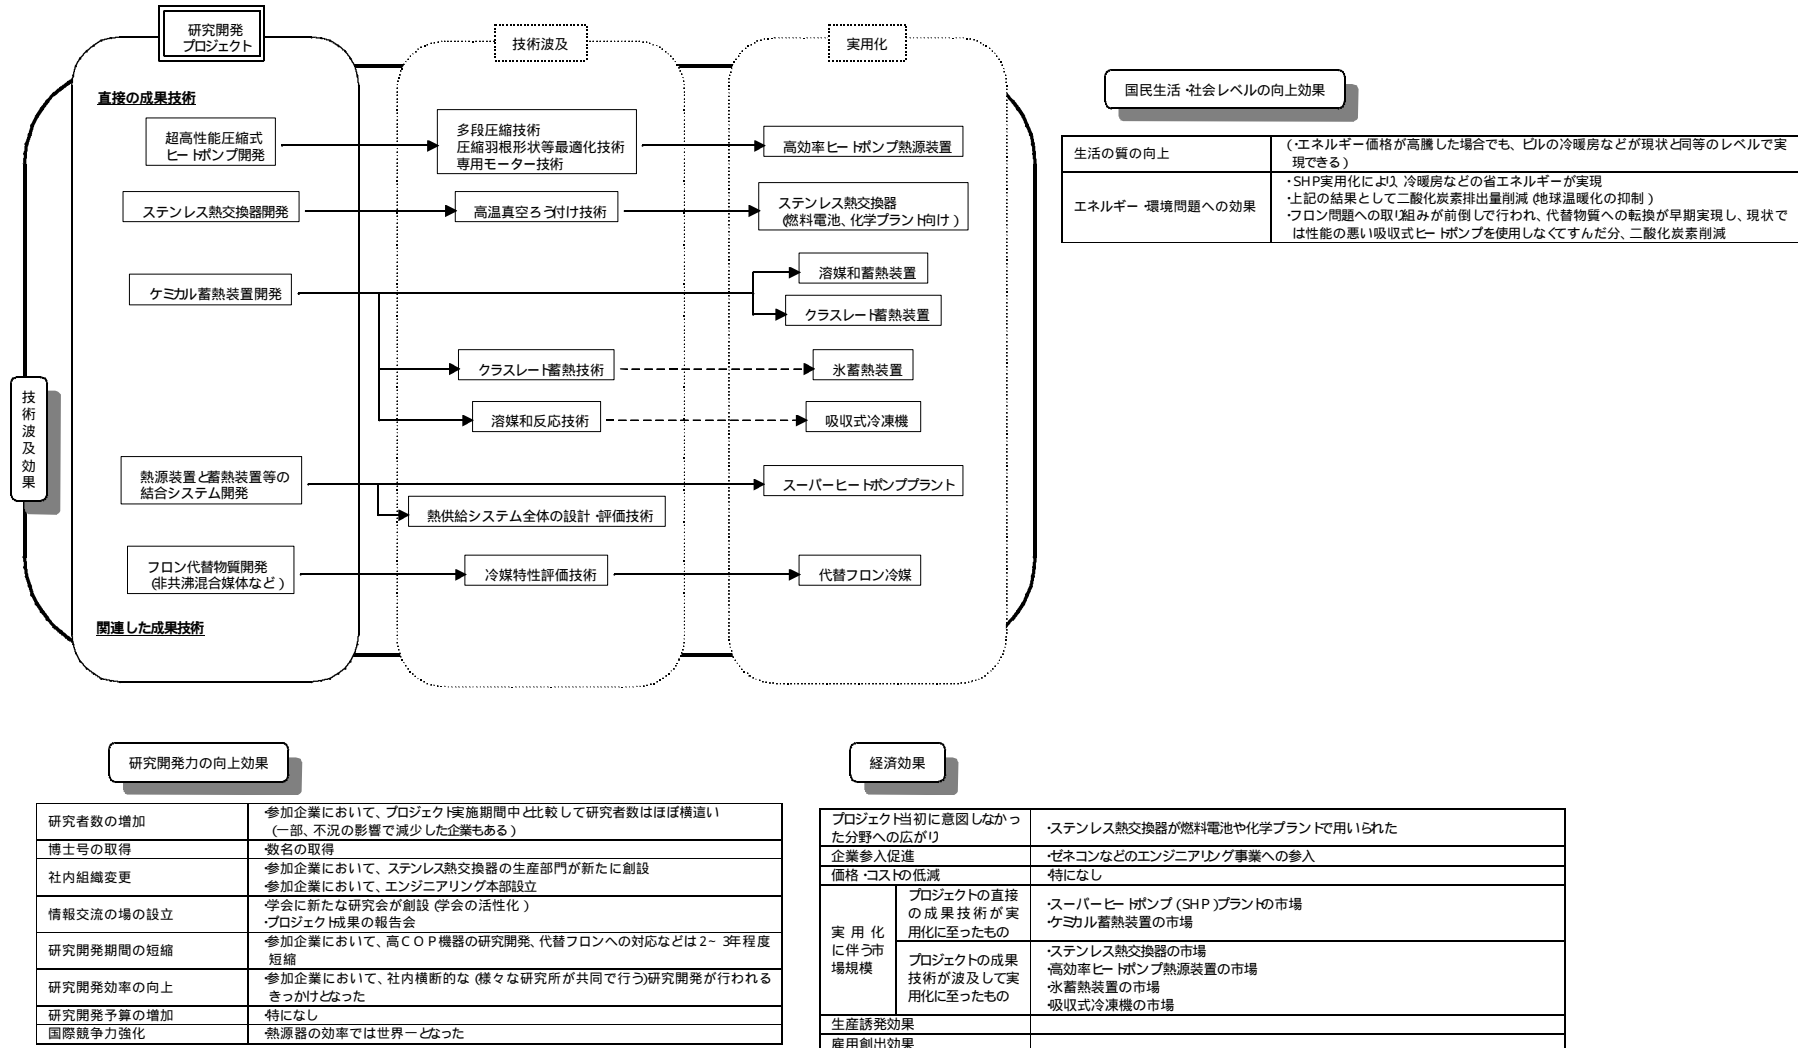 研究開発
プロジェクト
技術波及
実用化
直接の成果技術
超高性能圧縮式
ヒートポンプ開発
多段圧縮技術
圧縮羽根形状等最適化技術
専用モーター技術
高効率ヒートポンプ熱源装置
ステンレス熱交換器開発
高温真空ろう付け技術
ステンレス熱交換器
(燃料電池、化学プラント向け)
ケミカル蓄熱装置開発
溶媒和蓄熱装置
クラスレート蓄熱装置
クラスレート蓄熱技術
氷蓄熱装置
溶媒和反応技術
吸収式冷凍機
熱源装置と蓄熱装置等の
結合システム開発
スーパーヒートポンププラント
熱供給システム全体の設計・評価技術
フロン代替物質開発
(非共沸混合媒体など)
冷媒特性評価技術
代替フロン冷媒
関連した成果技術
技術波及効果
国民生活・社会レベルの向上効果
生活の質の向上
(・エネルギー価格が高騰した場合でも、ビルの冷暖房などが現状と同等のレベルで実
現できる)
エネルギー・環境問題への効果
・SHP実用化により、冷暖房などの省エネルギーが実現
・上記の結果として二酸化炭素排出量削減(地球温暖化の抑制)
・フロン問題への取り組みが前倒しで行われ、代替物質への転換が早期実現し、現状で
は性能の悪い吸収式ヒートポンプを使用しなくてすんだ分、二酸化炭素削減
研究開発力の向上効果
研究者数の増加
・参加企業において、プロジェクト実施期間中と比較して研究者数はほぼ横這い
(一部、不況の影響で減少した企業もある)
博士号の取得
・数名の取得
社内組織変更
・参加企業において、ステンレス熱交換器の生産部門が新たに創設
・参加企業において、エンジニアリング本部設立
情報交流の場の設立
・学会に新たな研究会が創設(学会の活性化)
・プロジェクト成果の報告会
研究開発期間の短縮
・参加企業において、高COP機器の研究開発、代替フロンへの対応などは2~3年程度
短縮
研究開発効率の向上
・参加企業において、社内横断的な(様々な研究所が共同で行う)研究開発が行われる
きっかけとなった
研究開発予算の増加
・特になし
国際競争力強化
・熱源器の効率では世界一となった
経済効果
プロジェクト当初に意図しなかっ
た分野への広がり
・ステンレス熱交換器が燃料電池や化学プラントで用いられた
企業参入促進
・ゼネコンなどのエンジニアリング事業への参入
価格・コストの低減
・特になし
実用化
に伴う市
場規模
プロジェクトの直接
の成果技術が実
用化に至ったもの
・スーパーヒートポンプ(SHP)プラントの市場
・ケミカル蓄熱装置の市場
プロジェクトの成果
技術が波及して実
用化に至ったもの
・ステンレス熱交換器の市場
・高効率ヒートポンプ熱源装置の市場
・氷蓄熱装置の市場
・吸収式冷凍機の市場
生産誘発効果
雇用創出効果